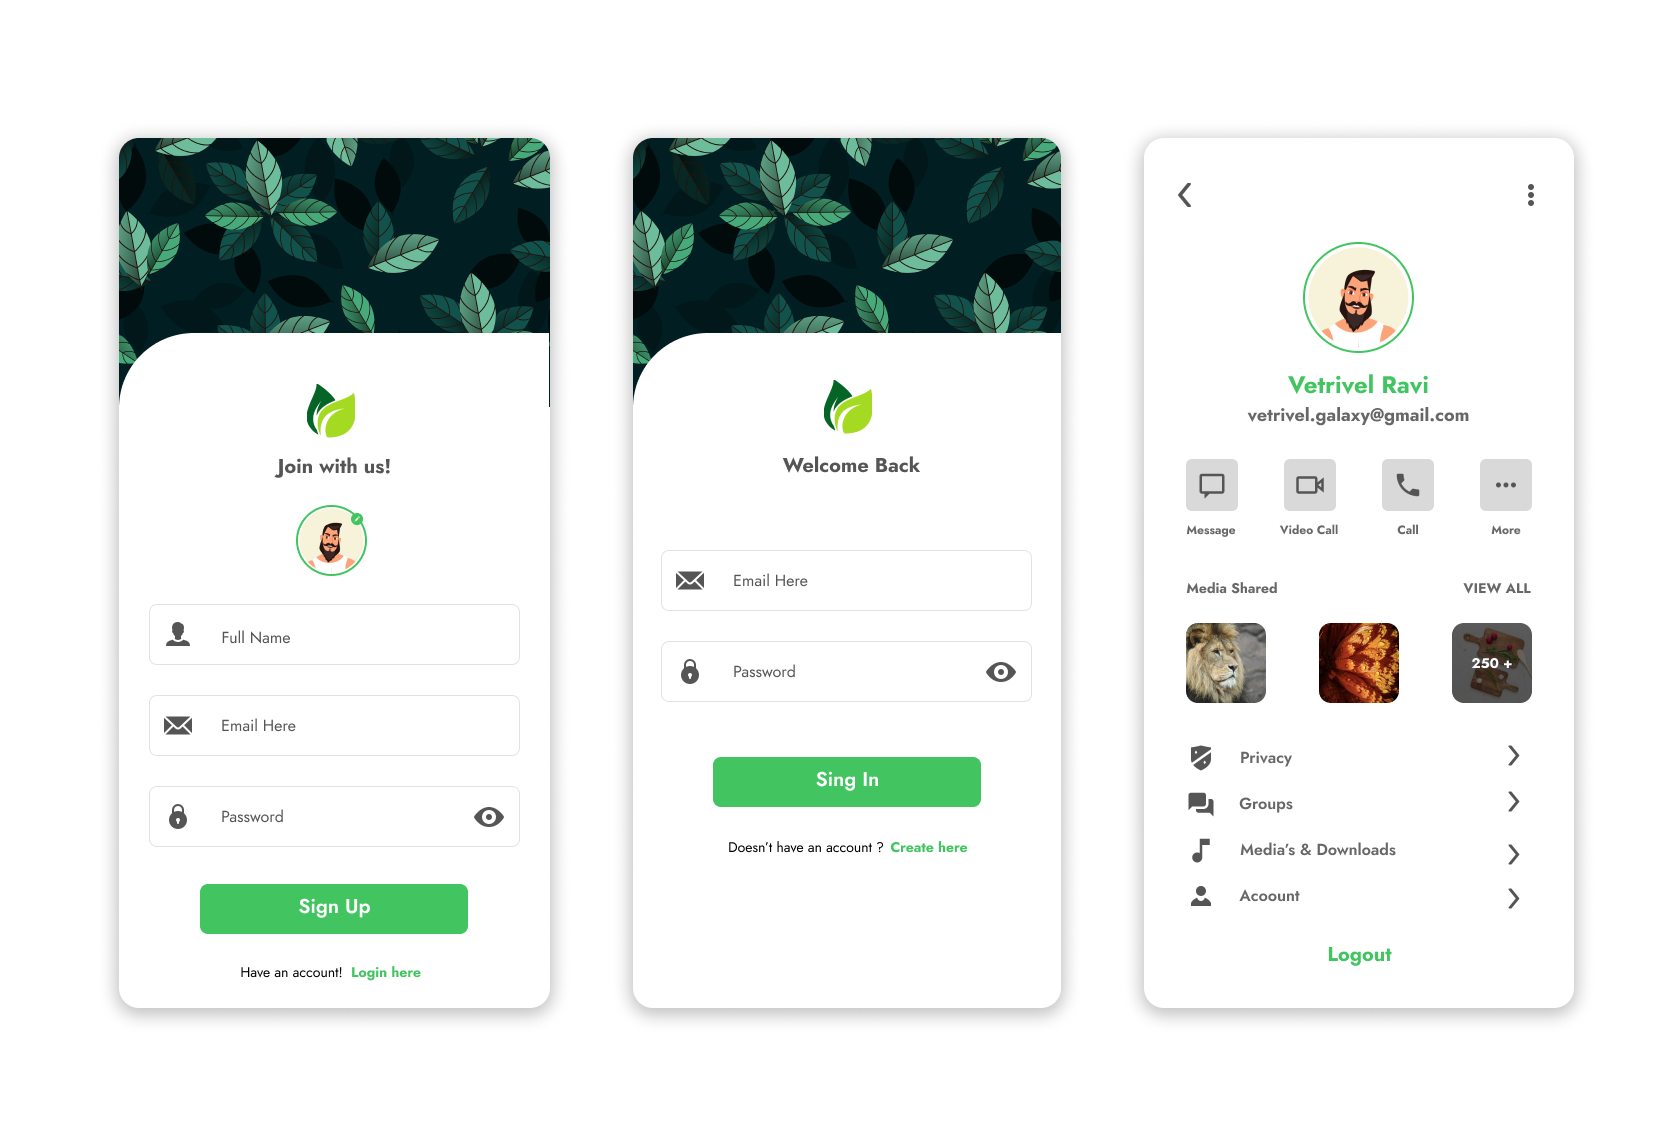 Join with us!
Full Name
Email Here
Password
Sign Up
Have an account! Login here
Welcome Back
Email Here
Password
Sing In
Doesn't have an account ? Create here
Vetrivel Ravi
vetrivel.galaxy@gmail.com
Message Video Call Call More
Media Shared VIEW ALL
250 +
Privacy
Groups
Media's & Downloads
Acoount
Logout